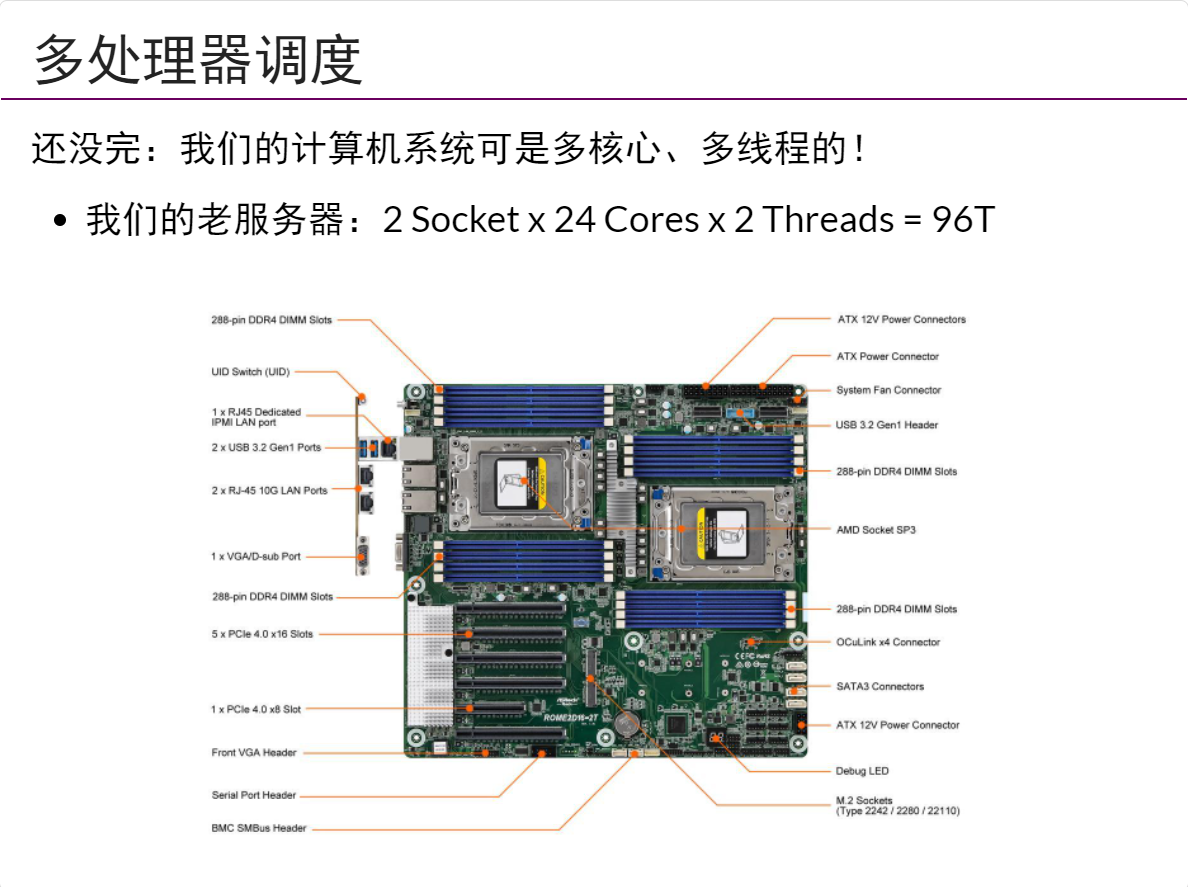 多处理器调度
还没完：我们的计算机系统可是多核心、多线程的！
• 我们的老服务器：2 Socket x 24 Cores x 2 Threads = 96T
288-pin DDR4 DIMM Slots
UID Switch (UID)
1 x RJ45 Dedicated
IPMI LAN port
2 x USB 3.2 Gen1 Ports
2 x RJ-45 10G LAN Ports
1 x VGA/D-sub Port
288-pin DDR4 DIMM Slots
5 x PCIe 4.0 x16 Slots
1 x PCIe 4.0 x8 Slot
Front VGA Header
Serial Port Header
BMC SMBus Header
ATX 12V Power Connectors
ATX Power Connector
System Fan Connector
USB 3.2 Gen1 Header
288-pin DDR4 DIMM Slots
AMD Socket SP3
288-pin DDR4 DIMM Slots
OCuLink x4 Connector
SATA3 Connectors
ATX 12V Power Connector
Debug LED
M.2 Sockets
(Type 2242 / 2280 / 22110)
CAUTION
CAUTION
ROME2D16-2T